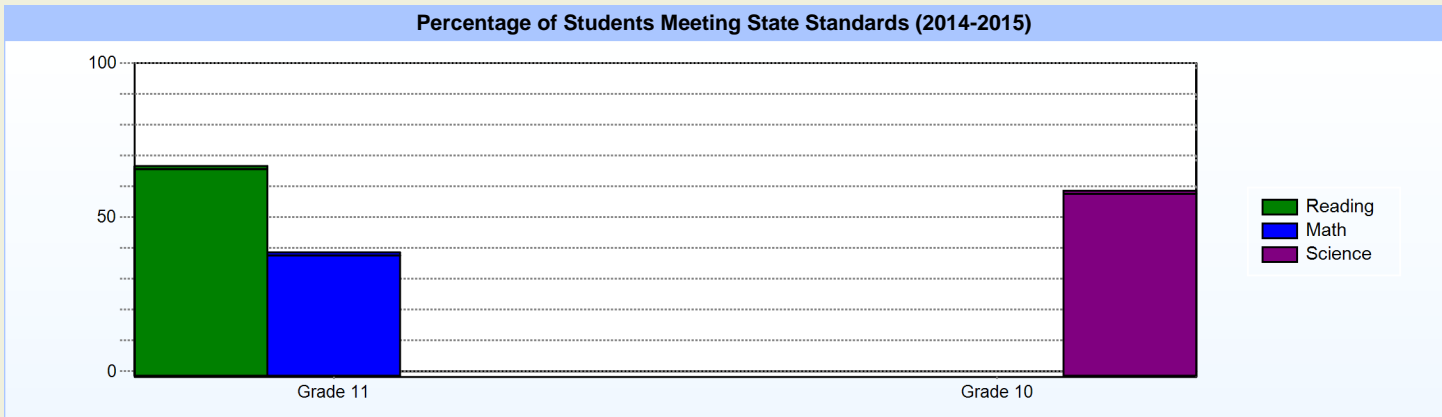 Percentage of Students Meeting State Standards (2014-2015)
100
50
0
Grade 11
Grade 10
Reading
Math
Science